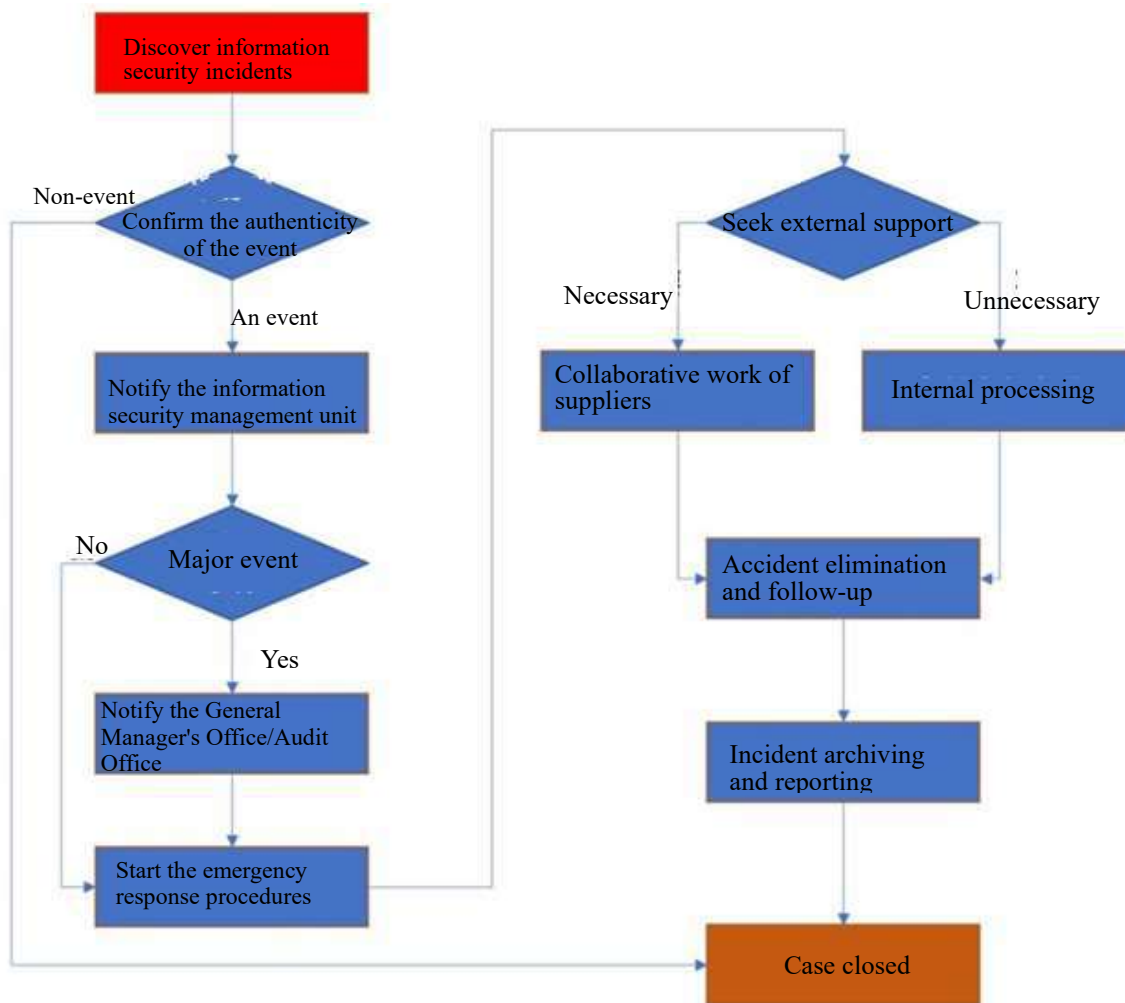 Discover information
security incidents
Non-event
Confirm the authenticity
of the event
An event
Notify the information
security management unit
No
Major event
Yes
Notify the General
Manager's Office/Audit
Office
Start the emergency
response procedures
Seek external support
Necessary
Unnecessary
Collaborative work of
suppliers
Internal processing
Accident elimination
and follow-up
Incident archiving
and reporting
Case closed